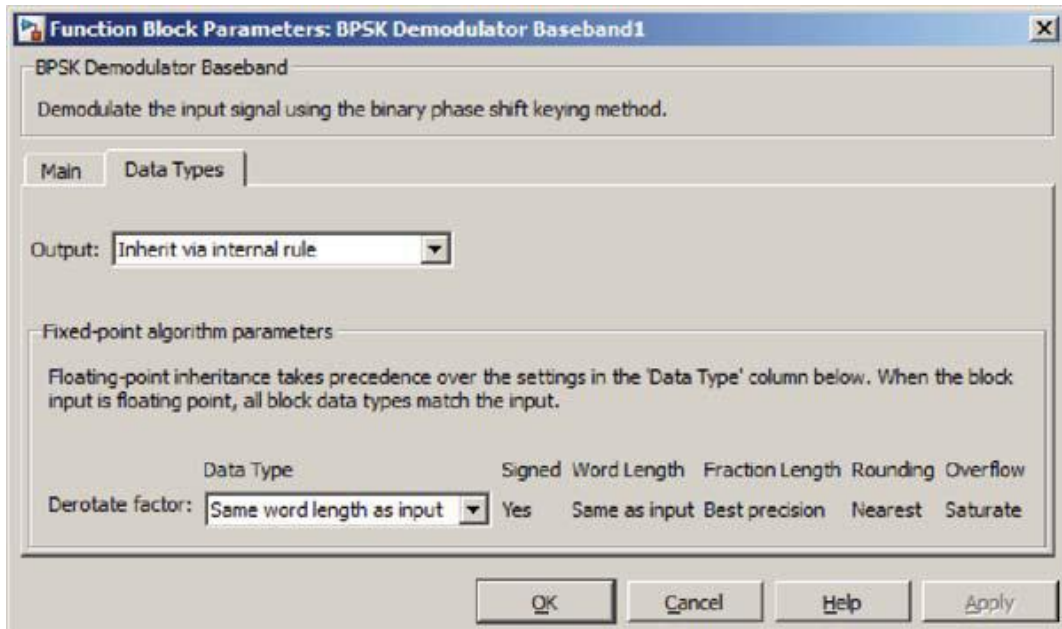 Function Block Parameters: BPSK Demodulator Baseband1
BPSK Demodulator Baseband
Demodulate the input signal using the binary phase shift keying method.
Main Data Types
Output: Inherit via internal rule
Fixed-point algorithm parameters
Floating-point inheritance takes precedence over the settings in the 'Data Type' column below. When the block
input is floating point, all block data types match the input.
Data Type Signed Word Length Fraction Length Rounding Overflow
Derotate factor: Same word length as input Yes Same as input Best precision Nearest Saturate
OK Cancel Help Apply